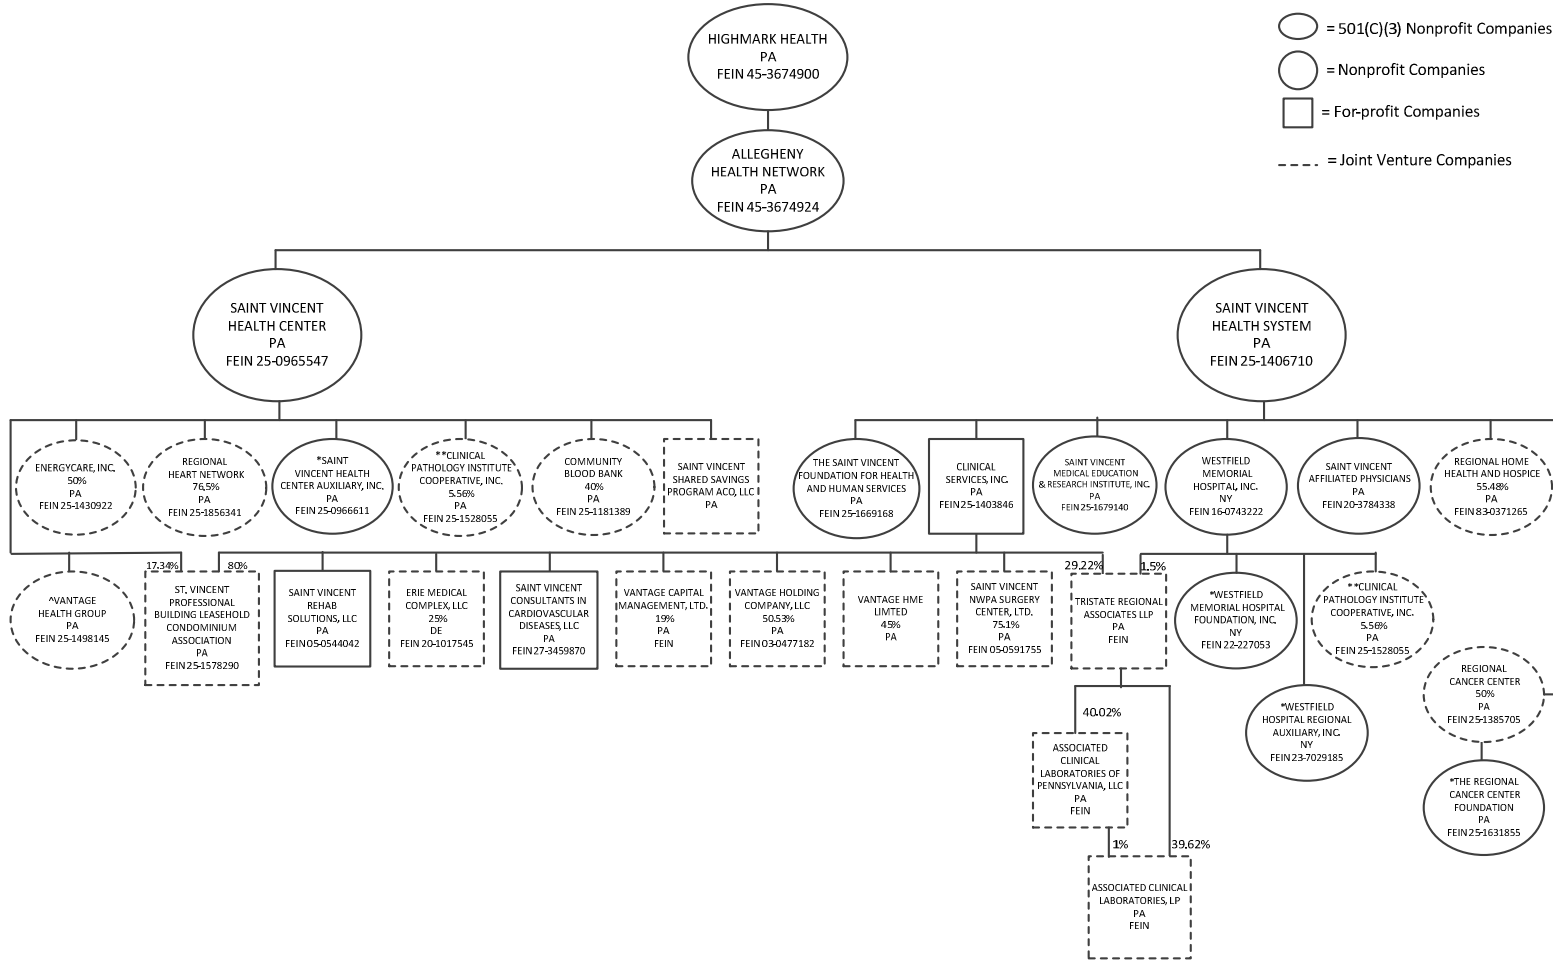 HIGHMARK HEALTH
PA
FEIN 45-3674900
= 501(C)(3) Nonprofit Companies
= Nonprofit Companies
= For-profit Companies
= Joint Venture Companies
ALLEGHENY
HEALTH NETWORK
PA
FEIN 45-3674924
SAINT VINCENT
HEALTH CENTER
PA
FEIN 25-0965547
SAINT VINCENT
HEALTH SYSTEM
PA
FEIN 25-1406710
ENERGYCARE, INC.
50%
PA
FEIN 25-1430922
REGIONAL
HEART NETWORK
76.5%
PA
FEIN 25-1856341
*SAINT
VINCENT HEALTH
CENTER AUXILIARY, INC.
PA
FEIN 25-0966611
**CLINICAL
PATHOLOGY INSTITUTE
COOPERATIVE, INC.
5.56%
PA
FEIN 25-1528055
COMMUNITY
BLOOD BANK
40%
PA
FEIN 25-1181389
SAINT VINCENT
SHARED SAVINGS
PROGRAM ACO, LLC
PA
THE SAINT VINCENT
FOUNDATION FOR HEALTH
AND HUMAN SERVICES
PA
FEIN 25-1669168
CLINICAL
SERVICES, INC.
PA
FEIN 25-1403846
SAINT VINCENT
MEDICAL EDUCATION
& RESEARCH INSTITUTE, INC.
PA
FEIN 25-1679140
WESTFIELD
MEMORIAL
HOSPITAL, INC.
NY
FEIN 16-0743222
SAINT VINCENT
AFFILIATED PHYSICIANS
PA
FEIN 20-3784338
REGIONAL HOME
HEALTH AND HOSPICE
55.48%
PA
FEIN 83-0371265
^VANTAGE
HEALTH GROUP
PA
FEIN 25-1498145
17.34%
80%
ST. VINCENT
PROFESSIONAL
BUILDING LEASEHOLD
CONDOMINIUM
ASSOCIATION
PA
FEIN 25-1578290
SAINT VINCENT
REHAB
SOLUTIONS, LLC
PA
FEIN 05-0544042
ERIE MEDICAL
COMPLEX, LLC
25%
DE
FEIN 20-1017545
SAINT VINCENT
CONSULTANTS IN
CARDIOVASCULAR
DISEASES, LLC
PA
FEIN 27-3459870
VANTAGE CAPITAL
MANAGEMENT, LTD.
19%
PA
FEIN
VANTAGE HOLDING
COMPANY, LLC
50.53%
PA
FEIN 03-0477182
VANTAGE HME
LIMTED
45%
PA
SAINT VINCENT
NWPA SURGERY
CENTER, LTD.
75.1%
PA
FEIN 05-0591755
29.22%
1.5%
TRISTATE REGIONAL
ASSOCIATES LLP
PA
FEIN
*WESTFIELD
MEMORIAL HOSPITAL
FOUNDATION, INC.
NY
FEIN 22-227053
**CLINICAL
PATHOLOGY INSTITUTE
COOPERATIVE, INC.
5.56%
PA
FEIN 25-1528055
*WESTFIELD
HOSPITAL REGIONAL
AUXILIARY, INC.
NY
FEIN 23-7029185
REGIONAL
CANCER CENTER
50%
PA
FEIN 25-1385705
40.02%
ASSOCIATED
CLINICAL
LABORATORIES OF
PENNSYLVANIA, LLC
PA
FEIN
*THE REGIONAL
CANCER CENTER
FOUNDATION
PA
FEIN 25-1631855
1%
39.62%
ASSOCIATED CLINICAL
LABORATORIES, LP
PA
FEIN